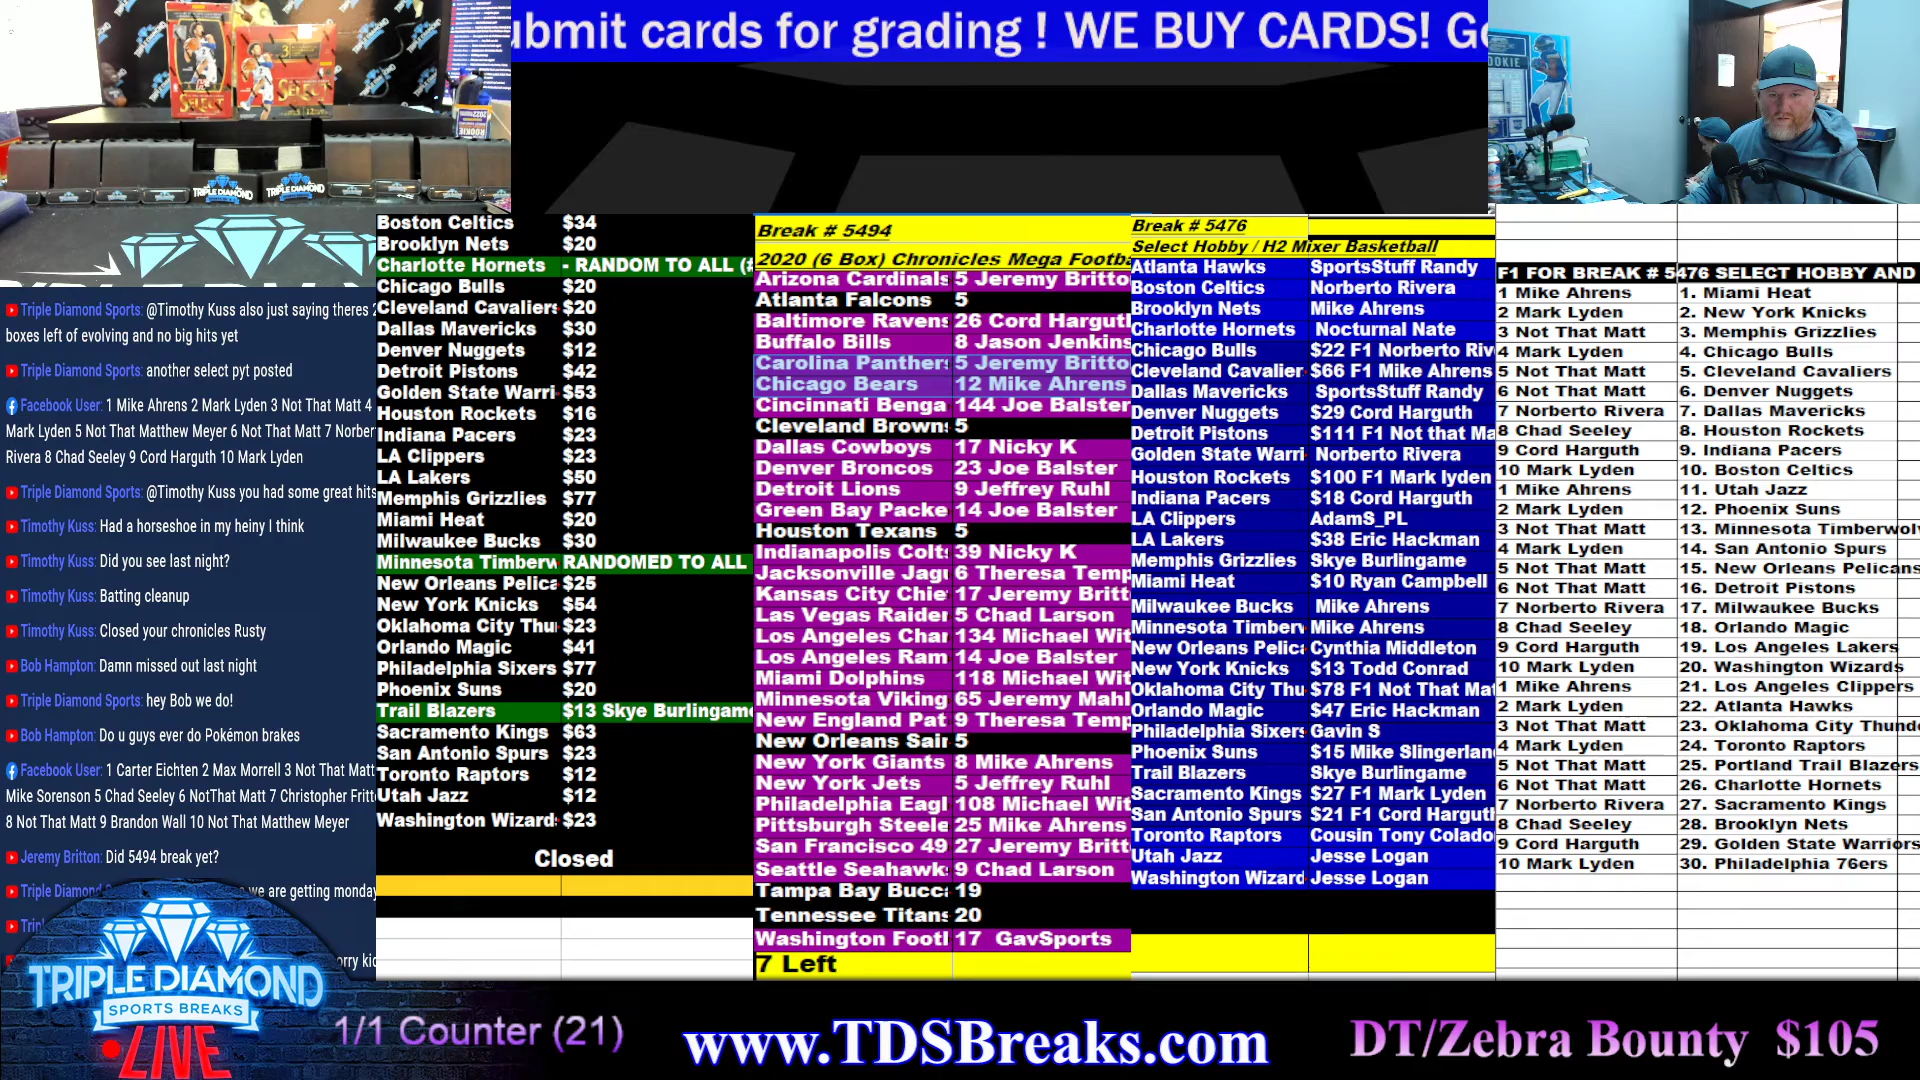 ubmit cards for grading ! WE BUY CARDS!
SELECT
SELECT
TRIPLE DIAMOND
TRIPLE DIAMOND
Triple Diamond Sports: @Timothy Kuss also just saying theres 2
boxes left of evolving and no big hits yet
Triple Diamond Sports: another select pyt posted
Facebook User: 1 Mike Ahrens 2 Mark Lyden 3 Not That Matt 4
Mark Lyden 5 Not That Matthew Meyer 6 Not That Matt 7 Norber
Rivera 8 Chad Seeley 9 Cord Harguth 10 Mark Lyden
Triple Diamond Sports: @Timothy Kuss you had some great hits
Timothy Kuss: Had a horseshoe in my heiny I think
Timothy Kuss: Did you see last night?
Timothy Kuss: Batting cleanup
Timothy Kuss: Closed your chronicles Rusty
Bob Hampton: Damn missed out last night
Triple Diamond Sports: hey Bob we do!
Bob Hampton: Do u guys ever do Pokémon brakes
Facebook User: 1 Carter Eichten 2 Max Morrell 3 Not That Matt
Mike Sorenson 5 Chad Seeley 6 NotThat Matt 7 Christopher Fritt
8 Not That Matt 9 Brandon Wall 10 Not That Matthew Meyer
Jeremy Britton: Did 5494 break yet?
Triple Diamond we are getting monday
orry kid
Boston Celtics $34
Brooklyn Nets $20
Charlotte Hornets - RANDOM TO ALL (#
Chicago Bulls $20
Cleveland Cavaliers $20
Dallas Mavericks $30
Denver Nuggets $12
Detroit Pistons $42
Golden State Warri $53
Houston Rockets $16
Indiana Pacers $23
LA Clippers $23
LA Lakers $50
Memphis Grizzlies $77
Miami Heat $20
Milwaukee Bucks $30
Minnesota Timberw RANDOMED TO ALL
New Orleans Pelica $25
New York Knicks $54
Oklahoma City Thu $23
Orlando Magic $41
Philadelphia Sixers $77
Phoenix Suns $20
Trail Blazers $13 Skye Burlingame
Sacramento Kings $63
San Antonio Spurs $23
Toronto Raptors $12
Utah Jazz $12
Washington Wizard $23
Closed
Break # 5494
2020 (6 Box) Chronicles Mega Footba
Arizona Cardinals 5 Jeremy Britto
Atlanta Falcons 5
Baltimore Ravens 26 Cord Harguth
Buffalo Bills 8 Jason Jenkins
Carolina Panthers 5 Jeremy Britto
Chicago Bears 12 Mike Ahrens
Cincinnati Benga 144 Joe Balster
Cleveland Browns 5
Dallas Cowboys 17 Nicky K
Denver Broncos 23 Joe Balster
Detroit Lions 9 Jeffrey Ruhl
Green Bay Packe 14 Joe Balster
Houston Texans 5
Indianapolis Colts 39 Nicky K
Jacksonville Jagu 6 Theresa Temp
Kansas City Chie 17 Jeremy Britt
Las Vegas Raider 5 Chad Larson
Los Angeles Char 134 Michael Wit
Los Angeles Ram 14 Joe Balster
Miami Dolphins 118 Michael Wit
Minnesota Viking 65 Jeremy Mahl
New England Pat 9 Theresa Temp
New Orleans Sain 5
New York Giants 8 Mike Ahrens
New York Jets 5 Jeffrey Ruhl
Philadelphia Eagl 108 Michael Wit
Pittsburgh Steele 25 Mike Ahrens
San Francisco 49 27 Jeremy Britt
Seattle Seahawk 9 Chad Larson
Tampa Bay Bucc 19
Tennessee Titans 20
Washington Footl 17 GavSports
7 Left
Break # 5476
Select Hobby / H2 Mixer Basketball
Atlanta Hawks SportsStuff Randy
Boston Celtics Norberto Rivera
Brooklyn Nets Mike Ahrens
Charlotte Hornets Nocturnal Nate
Chicago Bulls $22 F1 Norberto Riv
Cleveland Cavalier $66 F1 Mike Ahrens
Dallas Mavericks SportsStuff Randy
Denver Nuggets $29 Cord Harguth
Detroit Pistons $111 F1 Not that Ma
Golden State Warri Norberto Rivera
Houston Rockets $100 F1 Mark lyden
Indiana Pacers $18 Cord Harguth
LA Clippers AdamS_PL
LA Lakers $38 Eric Hackman
Memphis Grizzlies Skye Burlingame
Miami Heat $10 Ryan Campbell
Milwaukee Bucks Mike Ahrens
Minnesota Timberw Mike Ahrens
New Orleans Pelica Cynthia Middleton
New York Knicks $13 Todd Conrad
Oklahoma City Thu $78 F1 Not That Mat
Orlando Magic $47 Eric Hackman
Philadelphia Sixers Gavin S
Phoenix Suns $15 Mike Slingerlan
Trail Blazers Skye Burlingame
Sacramento Kings $27 F1 Mark Lyden
San Antonio Spurs $21 F1 Cord Harguth
Toronto Raptors Cousin Tony Colado
Utah Jazz Jesse Logan
Washington Wizard Jesse Logan
F1 FOR BREAK # 5476 SELECT HOBBY AND
1 Mike Ahrens 1. Miami Heat
2 Mark Lyden 2. New York Knicks
3 Not That Matt 3. Memphis Grizzlies
4 Mark Lyden 4. Chicago Bulls
5 Not That Matt 5. Cleveland Cavaliers
6 Not That Matt 6. Denver Nuggets
7 Norberto Rivera 7. Dallas Mavericks
8 Chad Seeley 8. Houston Rockets
9 Cord Harguth 9. Indiana Pacers
10 Mark Lyden 10. Boston Celtics
1 Mike Ahrens 11. Utah Jazz
2 Mark Lyden 12. Phoenix Suns
3 Not That Matt 13. Minnesota Timberwolv
4 Mark Lyden 14. San Antonio Spurs
5 Not That Matt 15. New Orleans Pelicans
6 Not That Matt 16. Detroit Pistons
7 Norberto Rivera 17. Milwaukee Bucks
8 Chad Seeley 18. Orlando Magic
9 Cord Harguth 19. Los Angeles Lakers
10 Mark Lyden 20. Washington Wizards
1 Mike Ahrens 21. Los Angeles Clippers
2 Mark Lyden 22. Atlanta Hawks
3 Not That Matt 23. Oklahoma City Thund
4 Mark Lyden 24. Toronto Raptors
5 Not That Matt 25. Portland Trail Blazers
6 Not That Matt 26. Charlotte Hornets
7 Norberto Rivera 27. Sacramento Kings
8 Chad Seeley 28. Brooklyn Nets
9 Cord Harguth 29. Golden State Warriors
10 Mark Lyden 30. Philadelphia 76ers
TRIPLE DIAMOND
SPORTS BREAKS
LIVE
1/1 Counter (21)
www.TDSBreaks.com
DT/Zebra Bounty $105